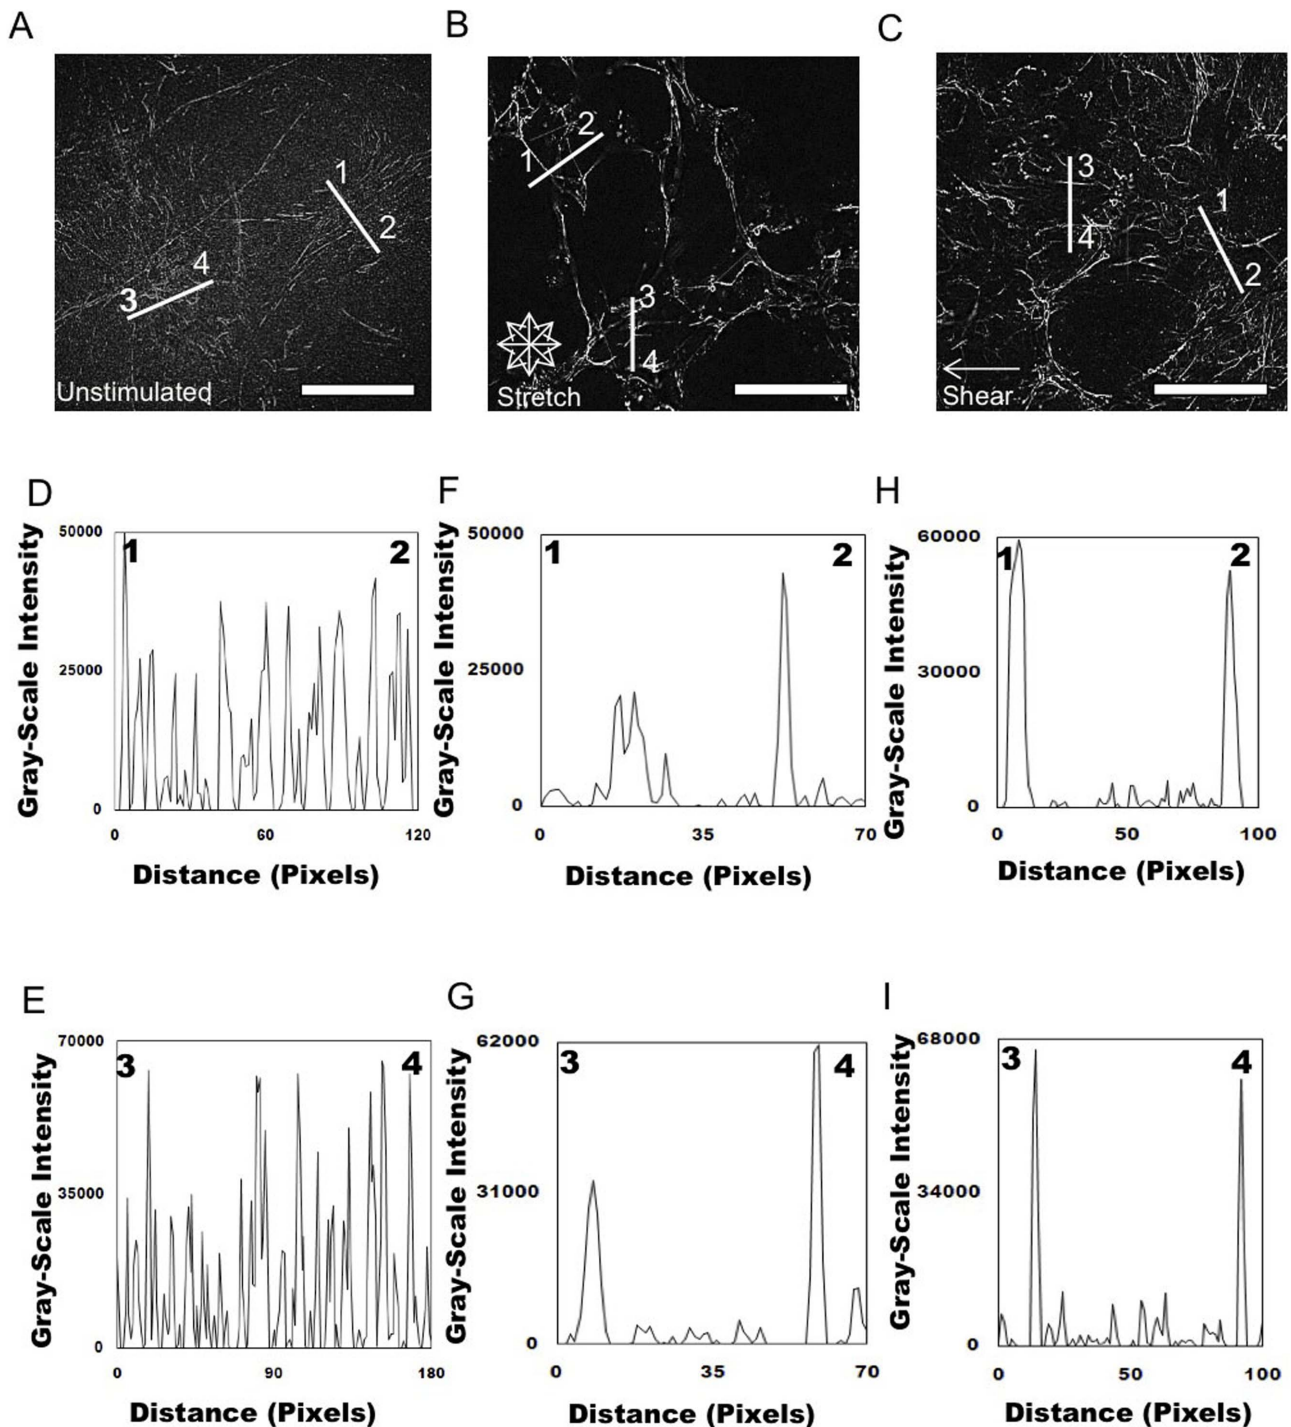 A
B
C
1
2
3
4
Unstimulated
1
2
3
4
Stretch
1
2
3
4
Shear
D
F
H
Gray-Scale Intensity
50000
25000
0
1
2
0
60
120
Distance (Pixels)
Gray-Scale Intensity
50000
25000
0
1
2
0
35
70
Distance (Pixels)
Gray-Scale Intensity
60000
30000
0
1
2
0
50
100
Distance (Pixels)
E
G
I
Gray-Scale Intensity
70000
35000
0
3
4
0
90
180
Distance (Pixels)
Gray-Scale Intensity
62000
31000
0
3
4
0
35
70
Distance (Pixels)
Gray-Scale Intensity
68000
34000
0
3
4
0
50
100
Distance (Pixels)